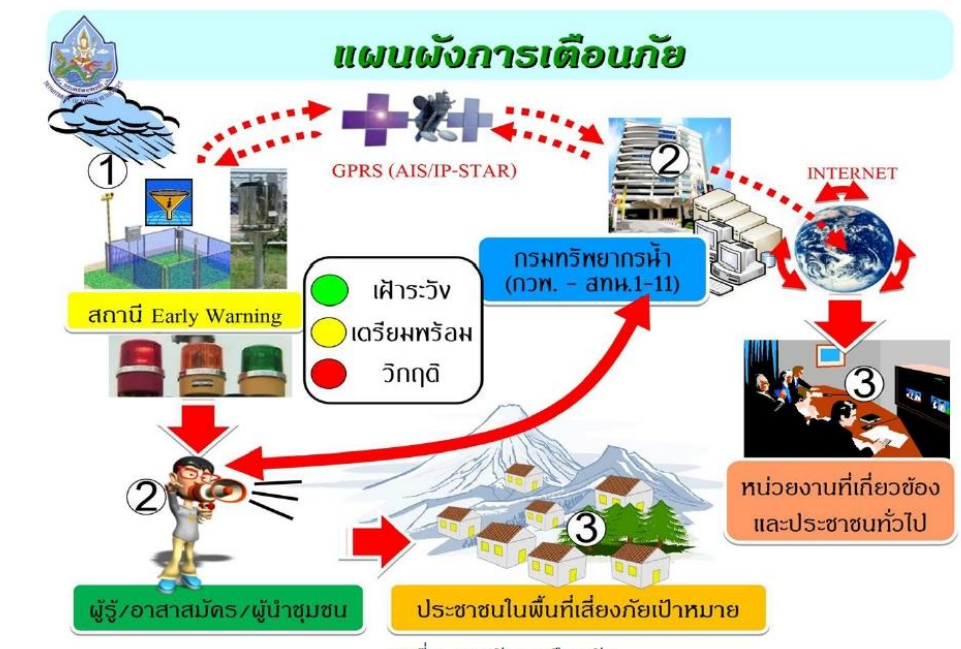 แผนผังการเตือนภัย
1
GPRS (AIS/IP-STAR)
2
INTERNET
กรมทรัพยากรน้ำ
(ศวพ. - สทน.1-11)
สถานี Early Warning
เฝ้าระวัง
เตรียมพร้อม
วิกฤติ
3
หน่วยงานที่เกี่ยวข้อง
และประชาชนทั่วไป
2
3
ผู้รู้/อาสาสมัคร/ผู้นำชุมชน
ประชาชนในพื้นที่เสี่ยงภัยเป้าหมาย